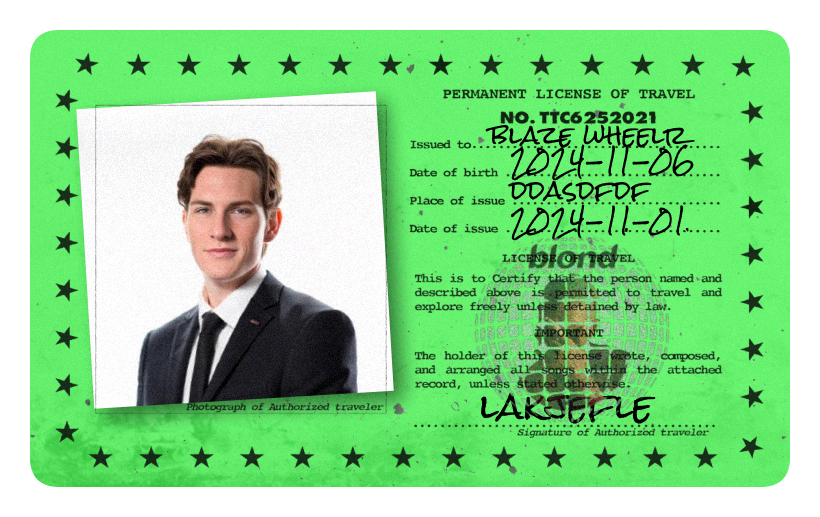 PERMANENT LICENSE OF TRAVEL
NO. TTC6252021
Issued to BLAZE WHEELR
Date of birth 2024-11-06
Place of issue DDASDFDF
Date of issue 2024-11-01
blond
LICENSE OF TRAVEL
This is to Certify that the person named and
described above is permitted to travel and
explore freely unless detained by law.
IMPORTANT
The holder of this license wrote, composed,
and arranged all songs within the attached
record, unless stated otherwise.
LAKJEFLE
Photograph of Authorized traveler
Signature of Authorized traveler